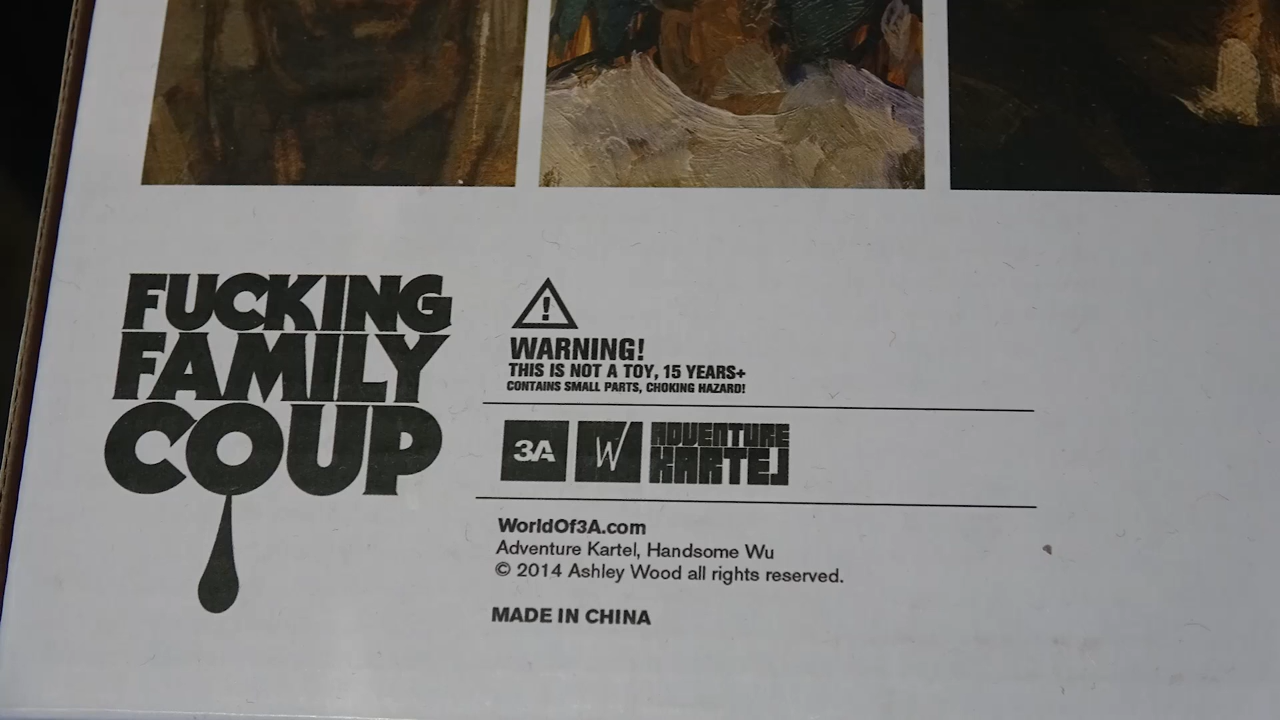 FUCKING
FAMILY
COUP
WARNING!
THIS IS NOT A TOY, 15 YEARS+
CONTAINS SMALL PARTS, CHOKING HAZARD!
3A W ADVENTURE
KARTEL
WorldOf3A.com
Adventure Kartel, Handsome Wu
© 2014 Ashley Wood all rights reserved.
MADE IN CHINA